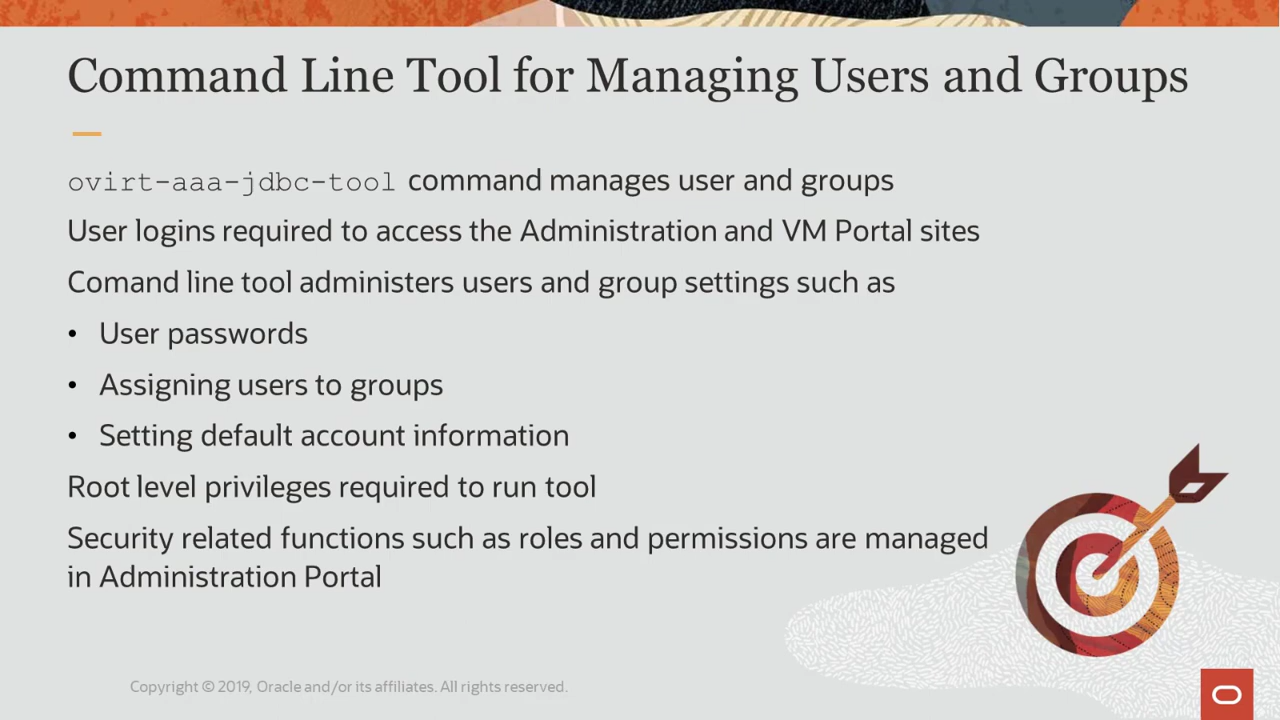 Command Line Tool for Managing Users and Groups
ovirt-aaa-jdbc-tool command manages user and groups
User logins required to access the Administration and VM Portal sites
Comand line tool administers users and group settings such as
• User passwords
• Assigning users to groups
• Setting default account information
Root level privileges required to run tool
Security related functions such as roles and permissions are managed
in Administration Portal
Copyright © 2019, Oracle and/or its affiliates. All rights reserved.